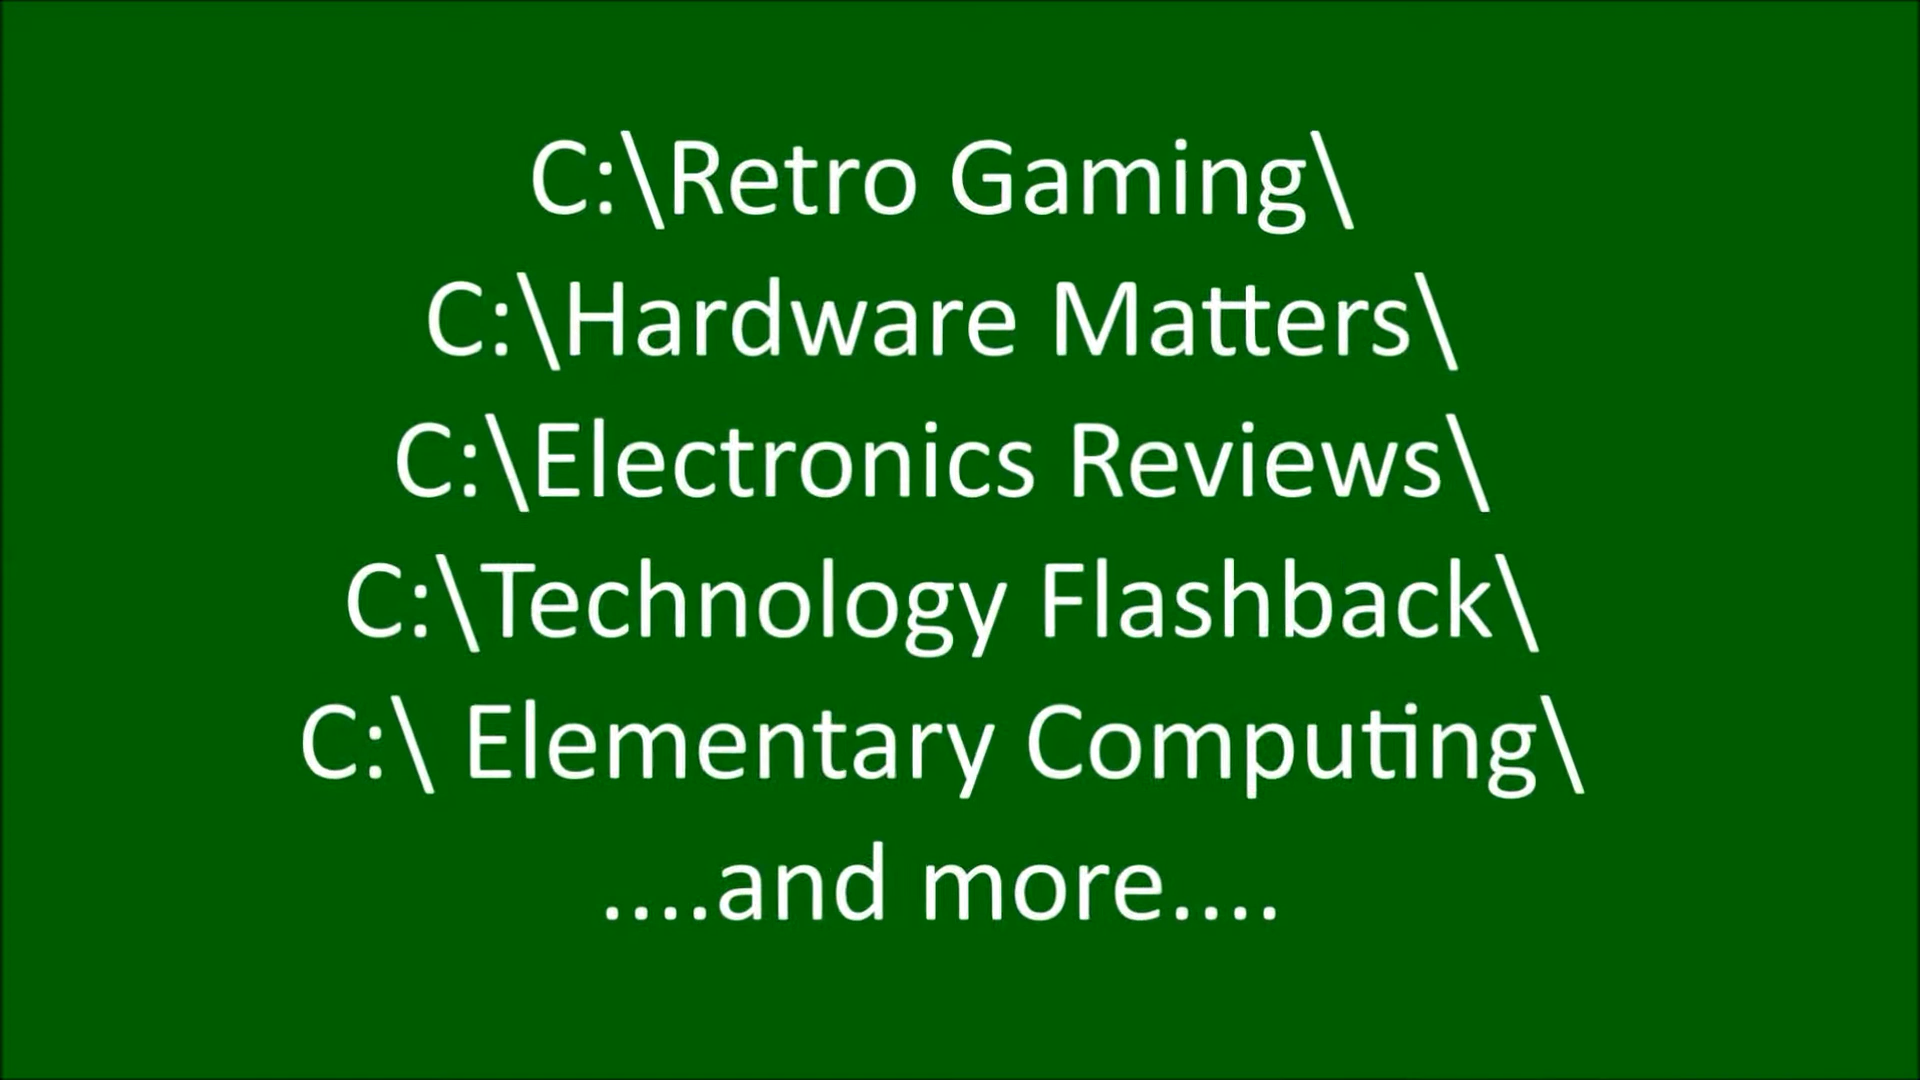 C:\Retro Gaming\
C:\Hardware Matters\
C:\Electronics Reviews\
C:\Technology Flashback\
C:\ Elementary Computing\
....and more....